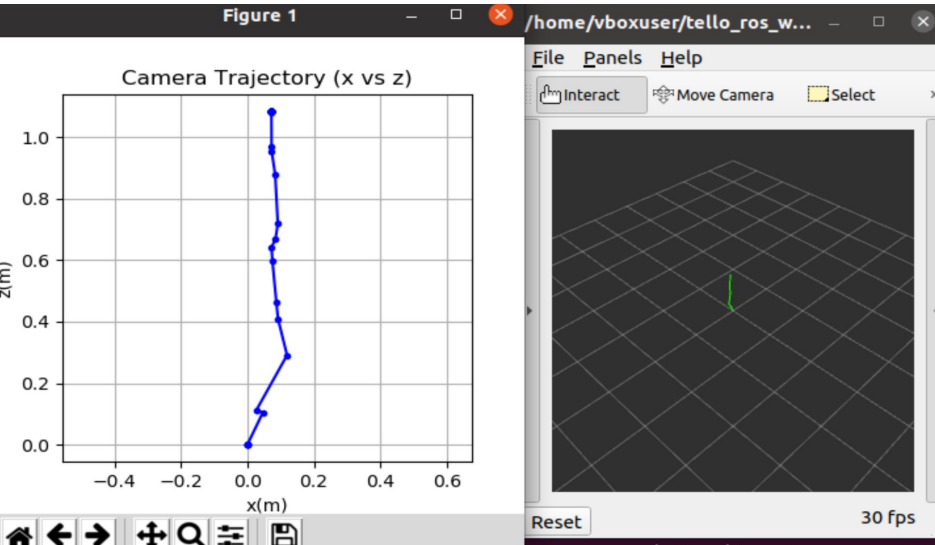 Figure 1
Camera Trajectory (x vs z)
1.0
0.8
0.6
0.4
0.2
0.0
z(m)
−0.4 −0.2 0.0 0.2 0.4 0.6
x(m)
/home/vboxuser/tello_ros_w...
File Panels Help
Interact Move Camera Select
Reset 30 fps